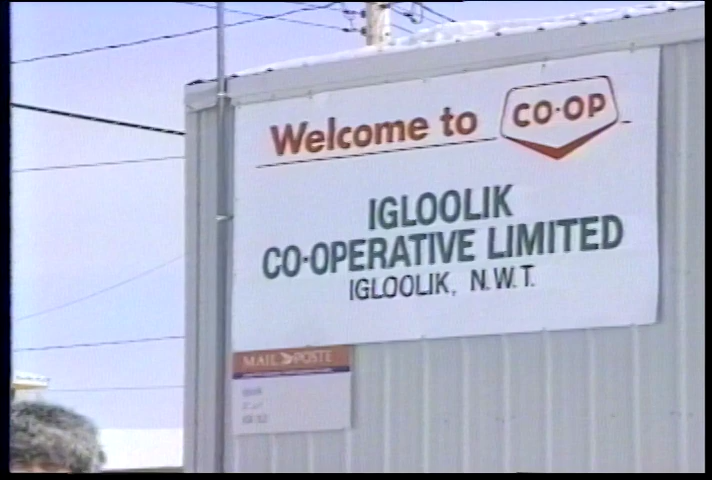 Welcome to CO-OP
IGLOOLIK
CO-OPERATIVE LIMITED
IGLOOLIK, N.W.T.
MAIL POSTE